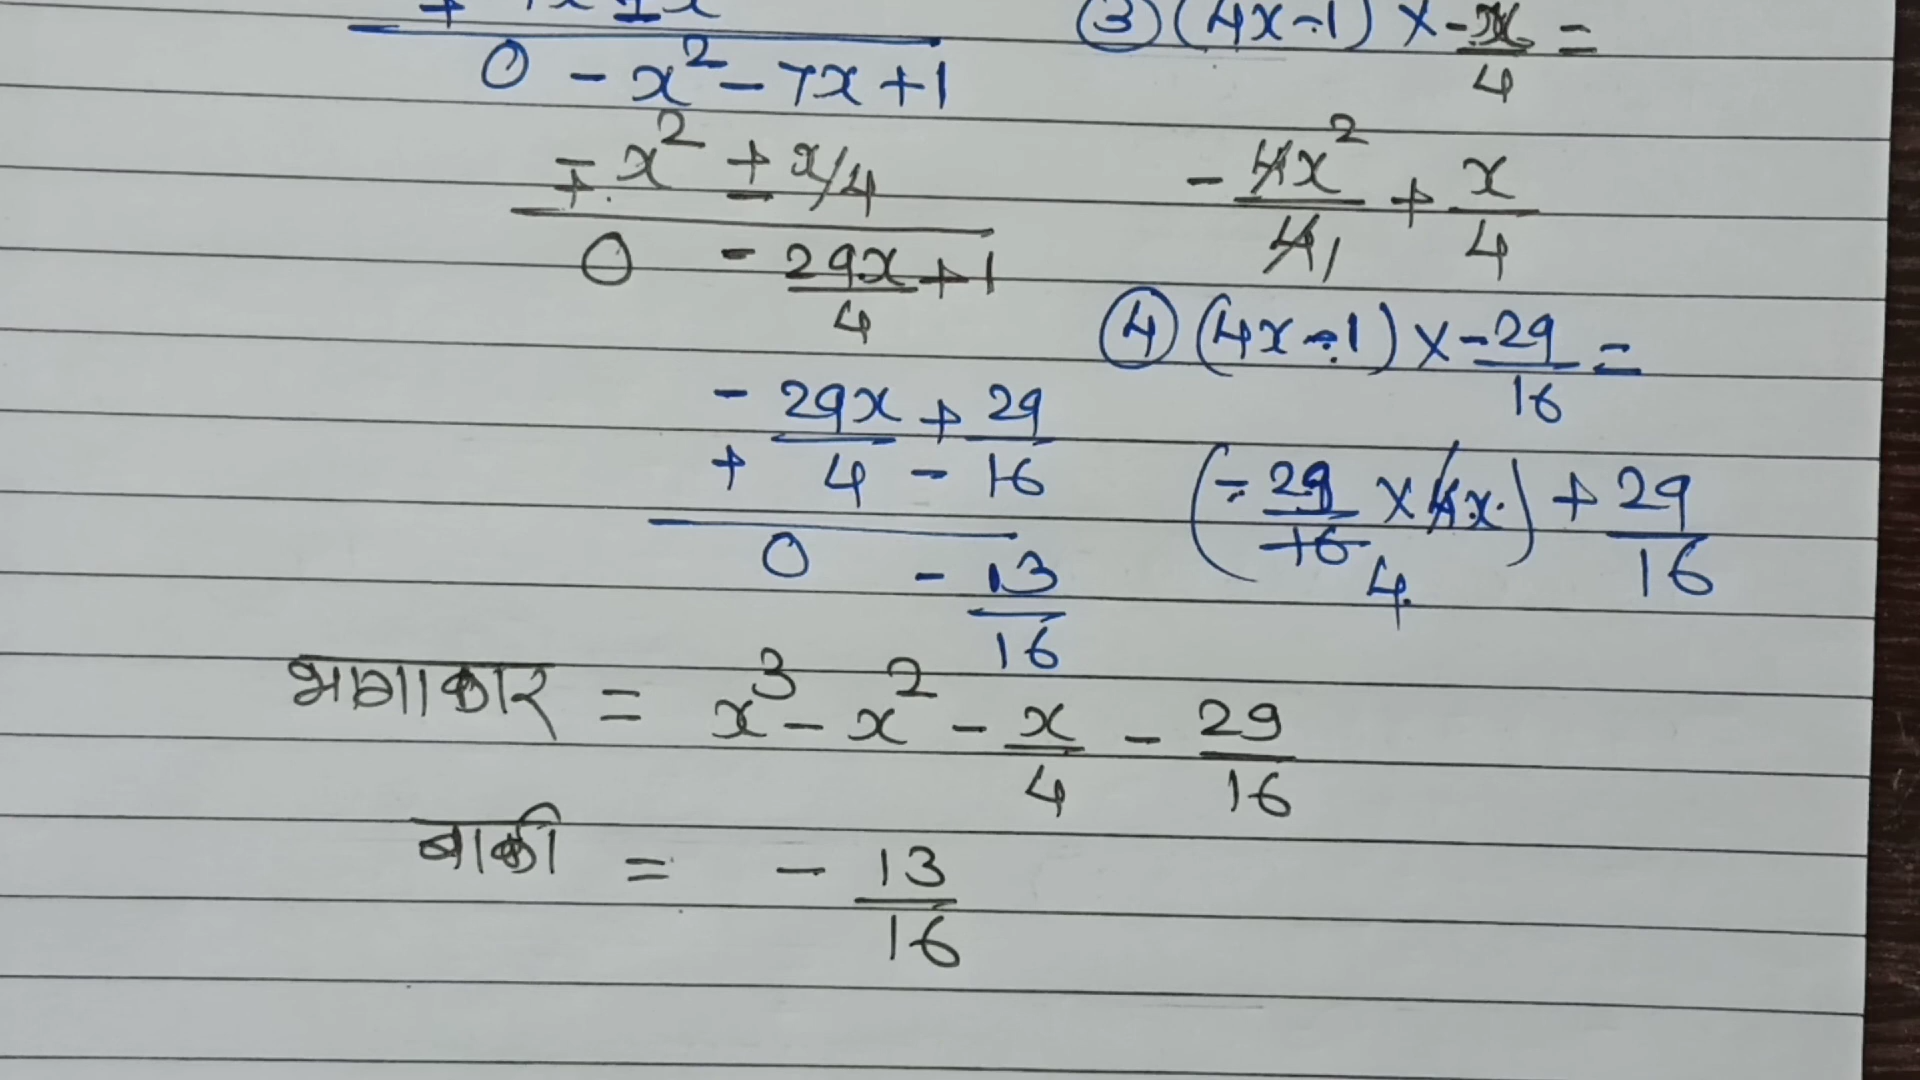 ③ (4x-1) × -x/4 =
0 - x² - 7x + 1
- x² + x/4
+ -
- 4x²/4 1 + x/4
0 - 29x/4 + 1
④ (4x-1) × -29/16 =
- 29x/4 + 29/16
+ -
(- 29/16 4 × 4x) + 29/16
0 - 13/16
भागाकार = x³ - x² - x/4 - 29/16
बाकी = - 13/16